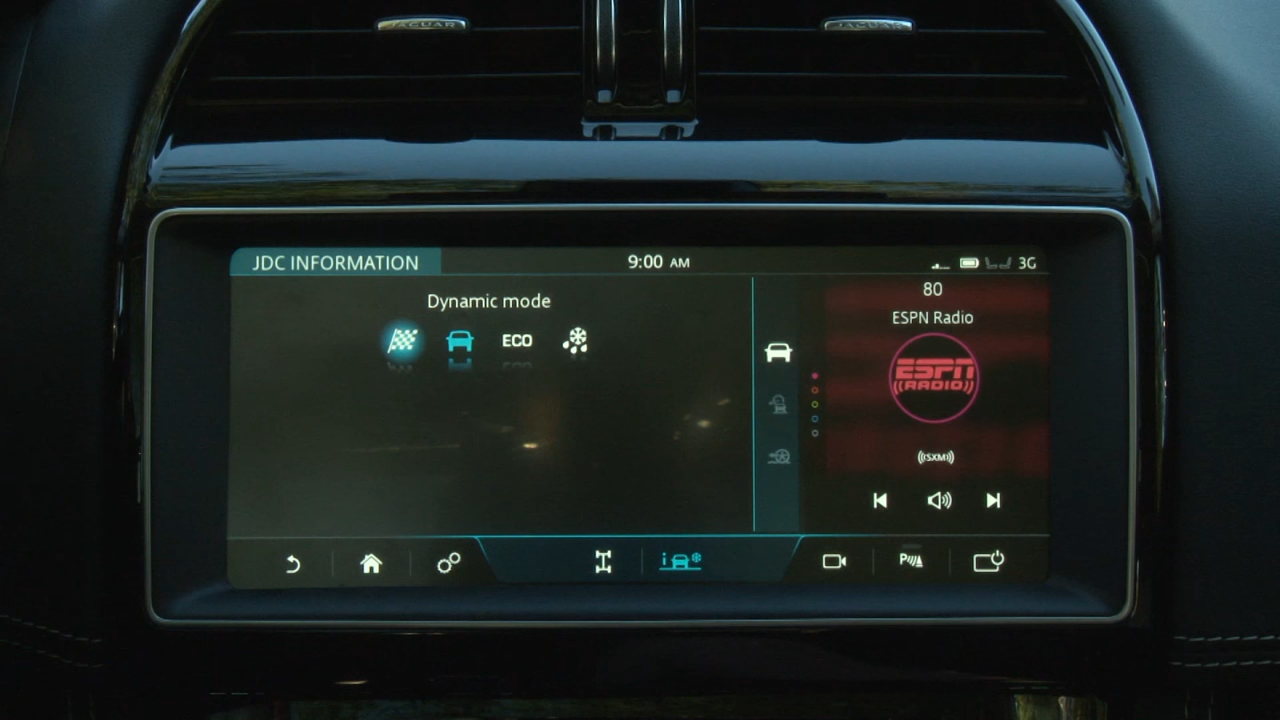 JAGUAR JAGUAR
JDC INFORMATION
9:00 AM
3G
Dynamic mode
ECO
80
ESPN Radio
ESPN
RADIO
SXM
P
i